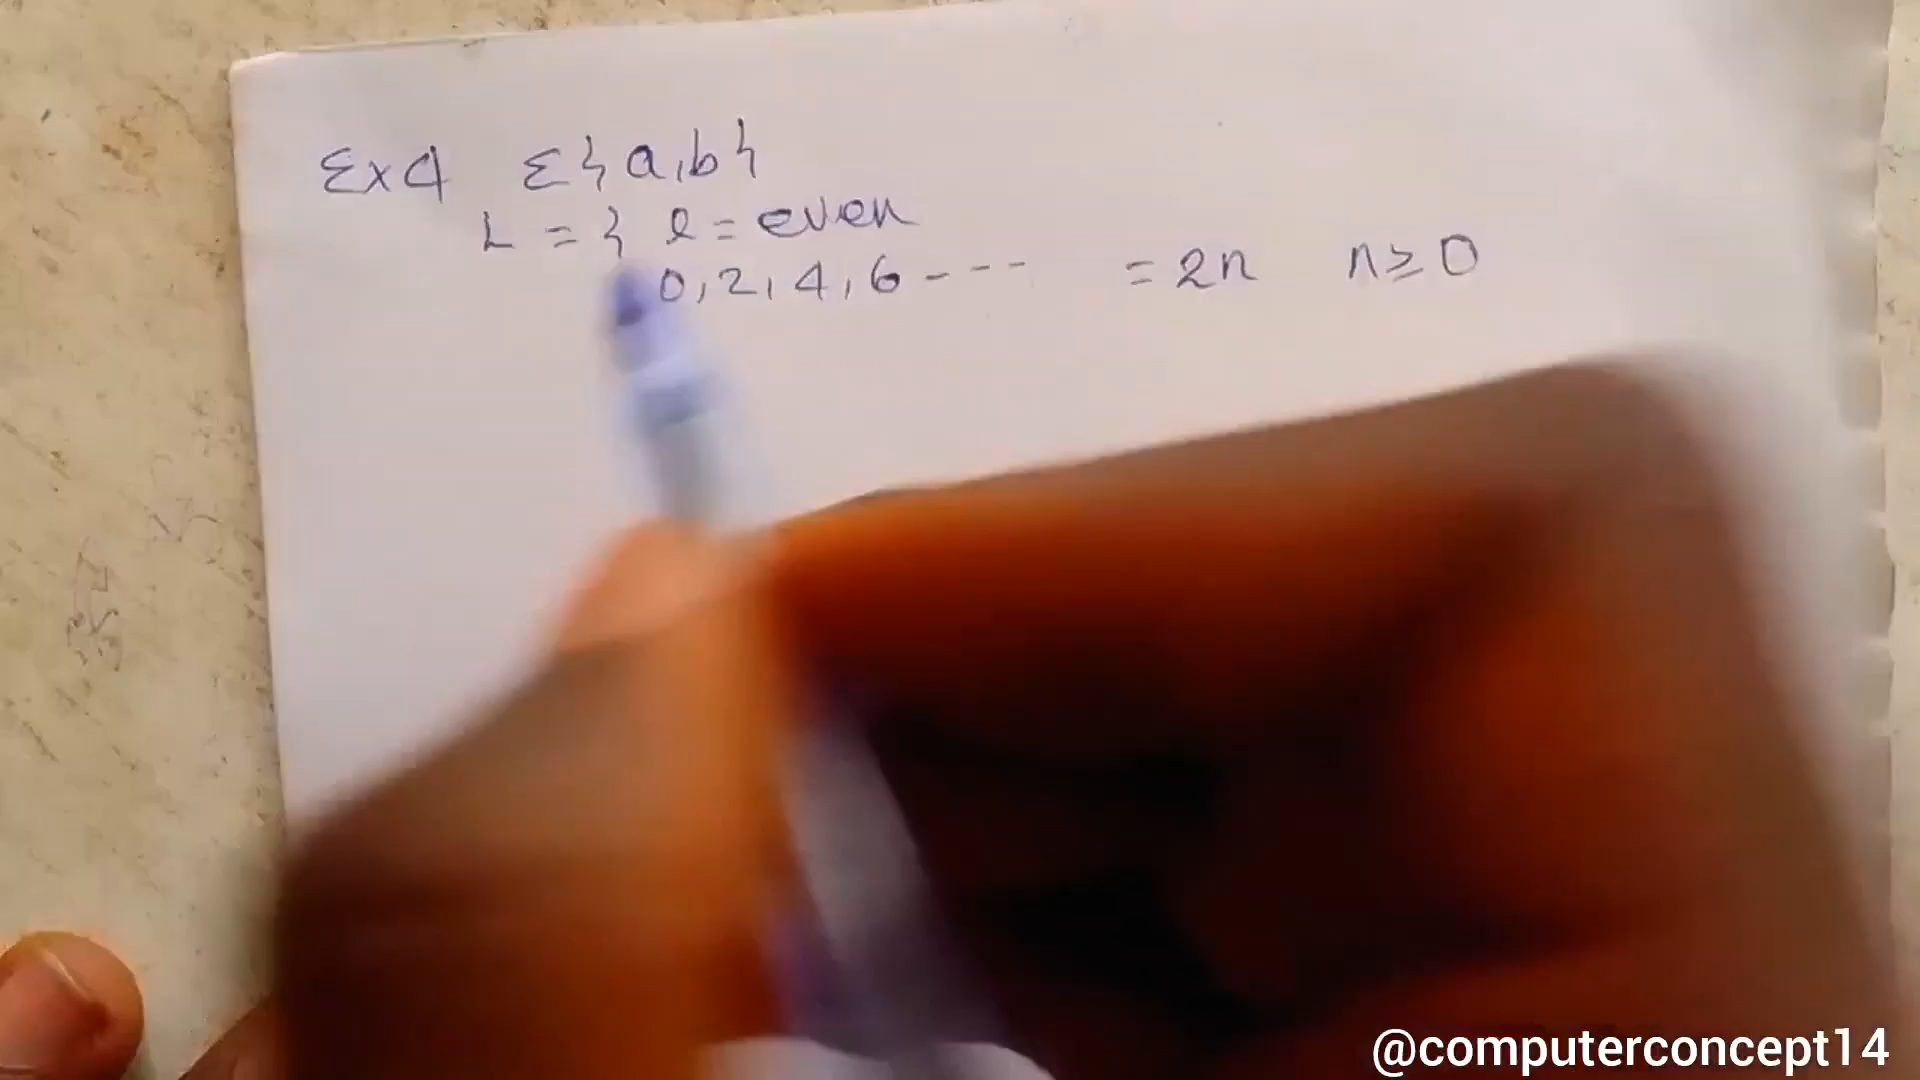 Ex 4 Σ{a,b}
L = { l = even
0, 2, 4, 6 - - - = 2n n ≥ 0
@computerconcept14